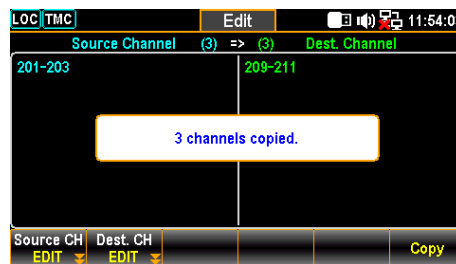 LOC TMC Edit 11:54:0
Source Channel (3) => (3) Dest. Channel
201-203 209-211
3 channels copied.
Source CH Dest. CH
EDIT EDIT Copy